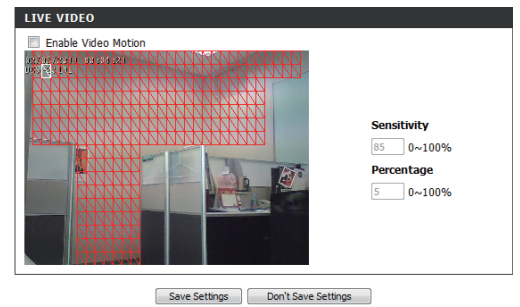 LIVE VIDEO
Enable Video Motion
Sensitivity
85 0~100%
Percentage
5 0~100%
Save Settings Don't Save Settings